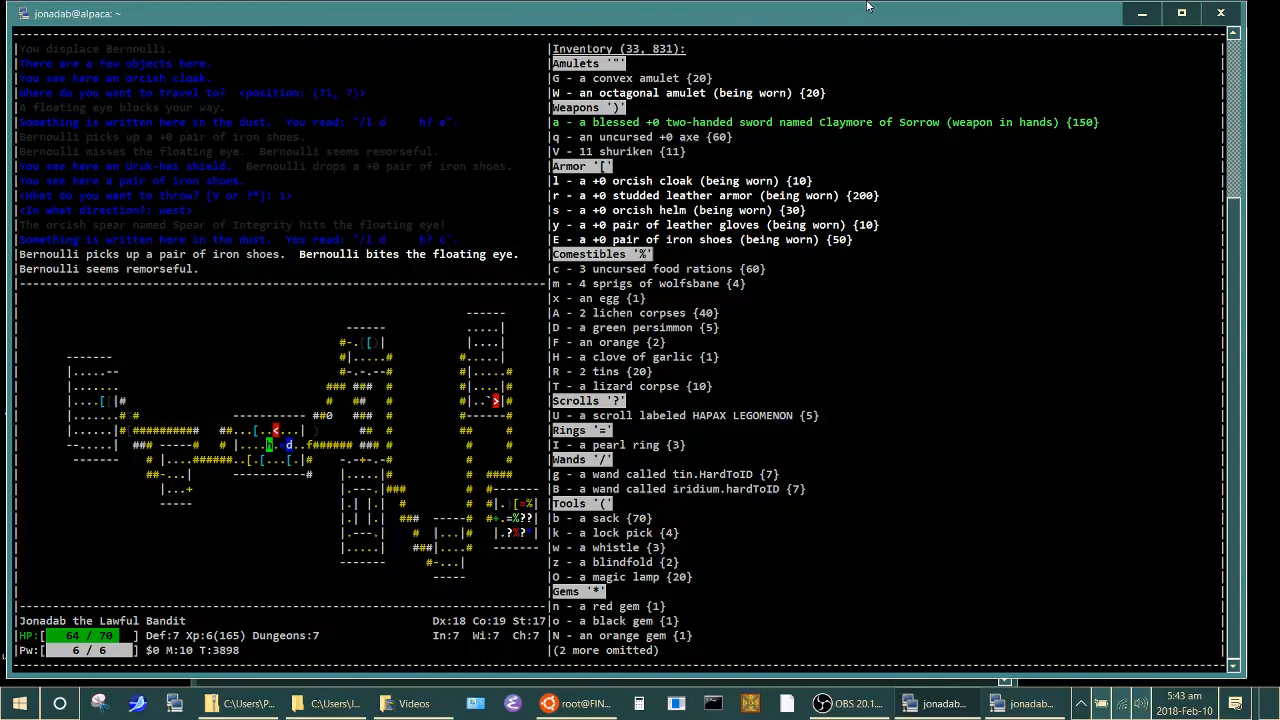 jonadab@alpaca: ~
You displace Bernoulli.
There are a few objects here.
You see here an orcish cloak.
Where do you want to travel to?  <position: (71, 7)>
A floating eye blocks your way.
Something is written here in the dust.  You read: "/l d     h? e".
Bernoulli picks up a +0 pair of iron shoes.
Bernoulli misses the floating eye.  Bernoulli seems remorseful.
You see here an Uruk-hai shield.  Bernoulli drops a +0 pair of iron shoes.
You see here a pair of iron shoes.
<What do you want to throw? [V or ?*]: i>
<In what direction?: west>
The orcish spear named Spear of Integrity hits the floating eye!
Something is written here in the dust.  You read: "/l d     h? c".
Bernoulli picks up a pair of iron shoes.  Bernoulli bites the floating eye.
Bernoulli seems remorseful.
Jonadab the Lawful Bandit  Dx:18 Co:19 St:17
HP:[ 64 / 70 ] Def:7 Xp:6(165) Dungeons:7  In:7 Wi:7 Ch:7
Pw:[ 6 / 6 ] $0 M:10 T:3898
Inventory (33, 831):
Amulets '"'
G - a convex amulet {20}
W - an octagonal amulet (being worn) {20}
Weapons ')'
a - a blessed +0 two-handed sword named Claymore of Sorrow (weapon in hands) {150}
q - an uncursed +0 axe {60}
V - 11 shuriken {11}
Armor '['
l - a +0 orcish cloak (being worn) {10}
r - a +0 studded leather armor (being worn) {200}
s - a +0 orcish helm (being worn) {30}
y - a +0 pair of leather gloves (being worn) {10}
E - a +0 pair of iron shoes (being worn) {50}
Comestibles '%'
c - 3 uncursed food rations {60}
m - 4 sprigs of wolfsbane {4}
x - an egg {1}
A - 2 lichen corpses {40}
D - a green persimmon {5}
F - an orange {2}
H - a clove of garlic {1}
R - 2 tins {20}
T - a lizard corpse {10}
Scrolls '?'
U - a scroll labeled HAPAX LEGOMENON {5}
Rings '='
I - a pearl ring {3}
Wands '/'
g - a wand called tin.HardToID {7}
B - a wand called iridium.hardToID {7}
Tools '('
b - a sack {70}
k - a lock pick {4}
w - a whistle {3}
z - a blindfold {2}
O - a magic lamp {20}
Gems '*'
n - a red gem {1}
o - a black gem {1}
N - an orange gem {1}
(2 more omitted)
C:\Users\P...
C:\Users\J...
Videos
root@FIN...
OBS 20.1...
jonadab...
jonadab...
5:43 am
2018-Feb-10